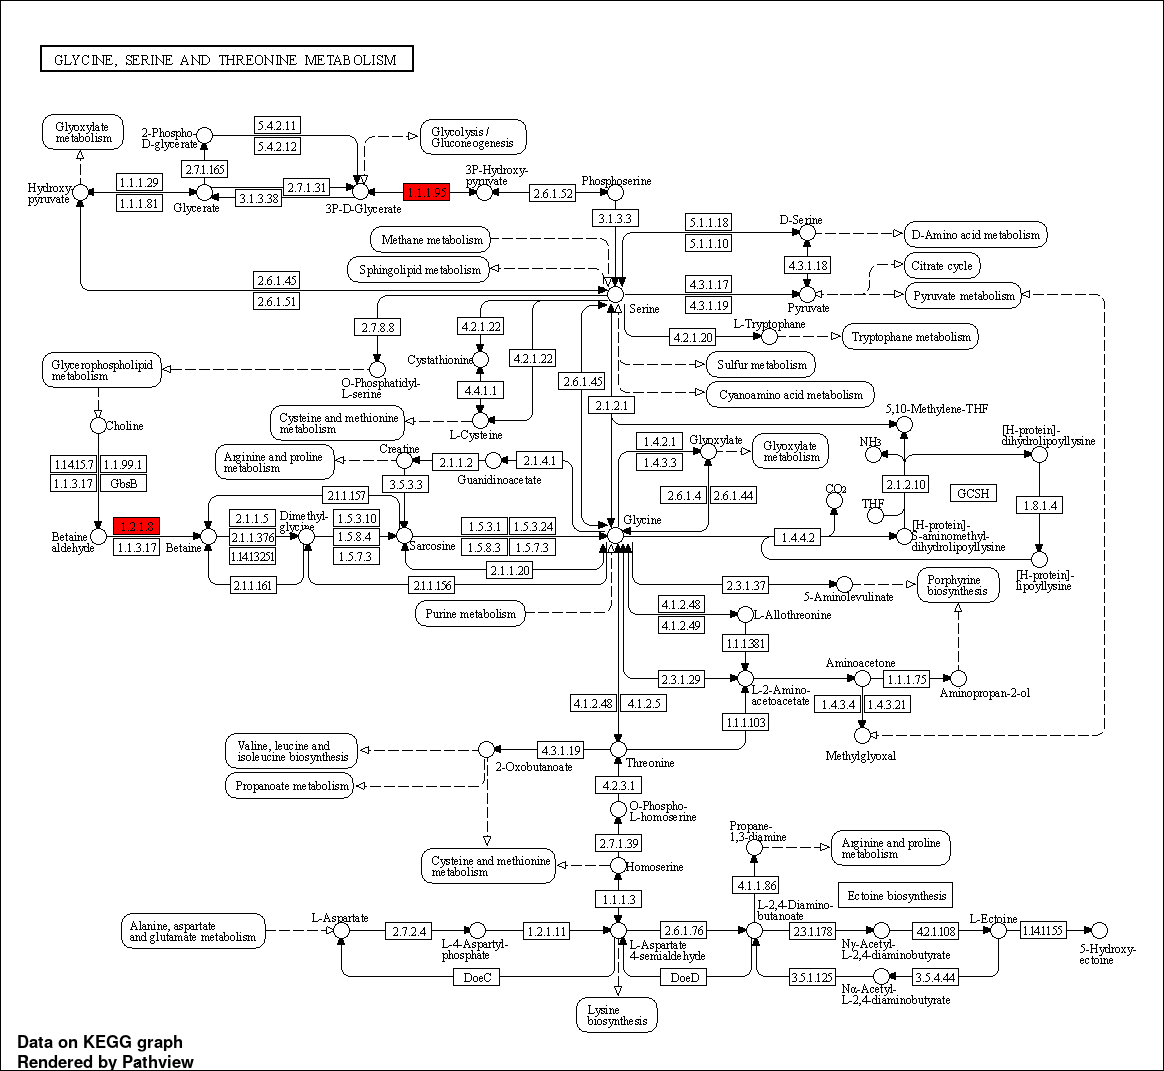 GLYCINE, SERINE AND THREONINE METABOLISM
Glyoxylate
metabolism
2-Phospho-
D-glycerate
5.4.2.11
5.4.2.12
Glycolysis /
Gluconeogenesis
2.7.1.165
3P-Hydroxy-
pyruvate
Phosphoserine
Hydroxy-
pyruvate
1.1.1.29
1.1.1.81
Glycerate
2.7.1.31
3.1.3.38
3P-D-Glycerate
1.1.1.95
2.6.1.52
3.1.3.3
Methane metabolism
Sphingolipid metabolism
5.1.1.18
5.1.1.10
D-Serine
D-Amino acid metabolism
4.3.1.18
Citrate cycle
2.6.1.45
2.6.1.51
4.3.1.17
4.3.1.19
Pyruvate
Pyruvate metabolism
Serine
2.7.8.8
4.2.1.22
L-Tryptophane
4.2.1.20
Tryptophane metabolism
Glycerophospholipid
metabolism
Cystathionine
4.2.1.22
Sulfur metabolism
O-Phosphatidyl-
L-serine
4.4.1.1
2.6.1.45
2.1.2.1
Cyanoamino acid metabolism
Choline
Cysteine and methionine
metabolism
L-Cysteine
5,10-Methylene-THF
1.14.15.7
1.1.99.1
1.1.3.17
GbsB
Arginine and proline
metabolism
Creatine
2.1.1.2
2.1.4.1
Guanidinoacetate
1.4.2.1
1.4.3.3
Glyoxylate
Glyoxylate
metabolism
NH3
[H-protein]-
dihydrolipoyllysine
3.5.3.3
2.1.1.157
2.6.1.4
2.6.1.44
CO2
2.1.2.10
GCSH
THF
1.8.1.4
Betaine
aldehyde
1.2.1.8
1.1.3.17
Betaine
2.1.1.5
2.1.1.376
1.14.13.251
Dimethyl-
glycine
1.5.3.10
1.5.8.4
1.5.7.3
Sarcosine
1.5.3.1
1.5.3.24
1.5.8.3
1.5.7.3
Glycine
1.4.4.2
[H-protein]-
S-aminomethyl-
dihydrolipoyllysine
2.1.1.20
2.1.1.161
2.1.1.156
[H-protein]-
lipoyllysine
Purine metabolism
2.3.1.37
5-Aminolevulinate
Porphyrine
biosynthesis
4.1.2.48
4.1.2.49
L-Allothreonine
1.1.1.381
2.3.1.29
L-2-Amino-
acetoacetate
Aminoacetone
1.1.1.75
Aminopropan-2-ol
4.1.2.48
4.1.2.5
1.1.1.103
1.4.3.4
1.4.3.21
Methylglyoxal
Valine, leucine and
isoleucine biosynthesis
4.3.1.19
2-Oxobutanoate
Threonine
Propanoate metabolism
4.2.3.1
O-Phospho-
L-homoserine
2.7.1.39
Propane-
1,3-diamine
Arginine and proline
metabolism
Cysteine and methionine
metabolism
Homoserine
1.1.1.3
4.1.1.86
Ectoine biosynthesis
Alanine, aspartate
and glutamate metabolism
L-Aspartate
2.7.2.4
L-4-Aspartyl-
phosphate
1.2.1.11
L-Aspartate
4-semialdehyde
2.6.1.76
L-2,4-Diamino-
butanoate
2.3.1.178
Nγ-Acetyl-
L-2,4-diaminobutyrate
4.2.1.108
L-Ectoine
1.14.11.55
5-Hydroxy-
ectoine
DoeC
DoeD
3.5.1.125
Nα-Acetyl-
L-2,4-diaminobutyrate
3.5.4.44
Lysine
biosynthesis
Data on KEGG graph
Rendered by Pathview